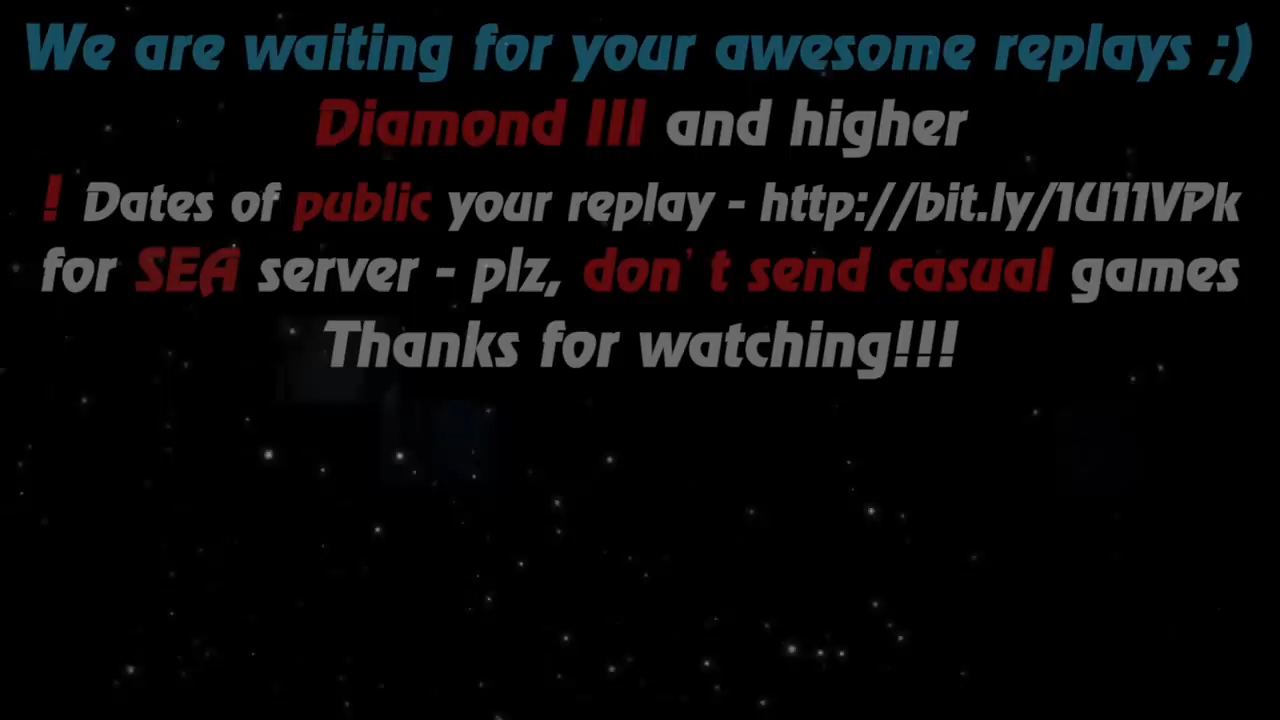 We are waiting for your awesome replays ;)
Diamond III and higher
! Dates of public your replay - http://bit.ly/1U11VPk
for SEA server - plz, don't send casual games
Thanks for watching!!!